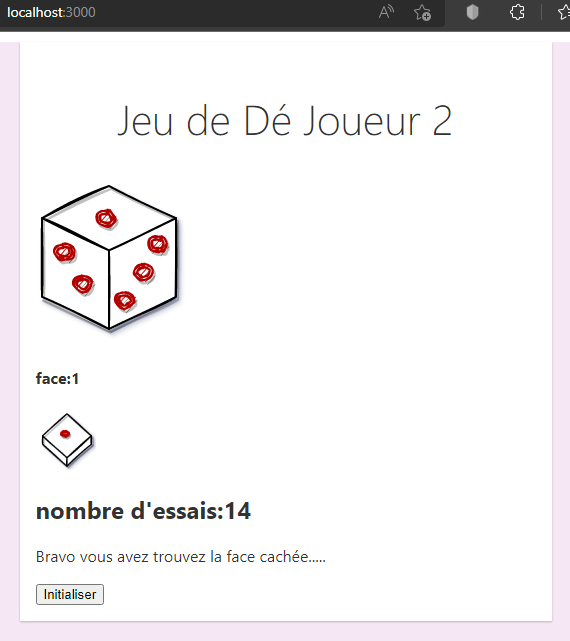 localhost:3000
Jeu de Dé Joueur 2
face:1
nombre d'essais:14
Bravo vous avez trouvez la face cachée.....
Initialiser